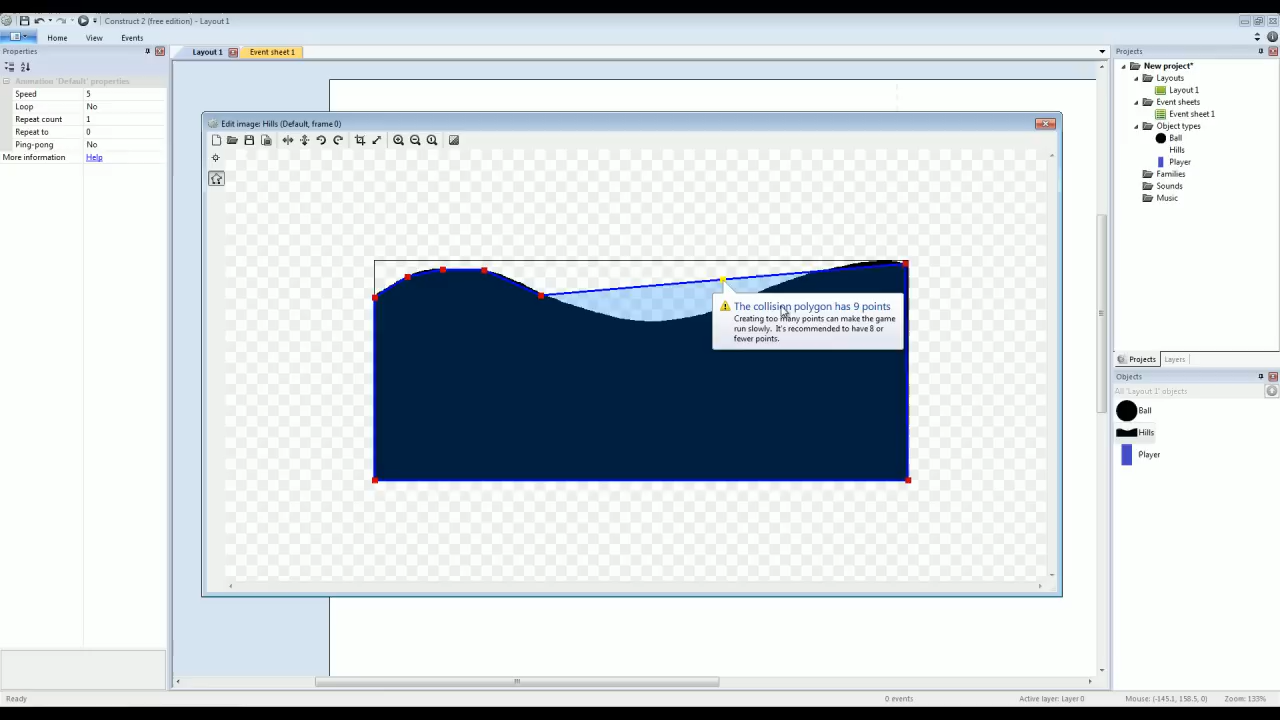 Construct 2 (free edition) - Layout 1
Home View Events
Properties
Layout 1
Event sheet 1
Projects
Animation 'Default' properties
Speed 5
Loop No
Repeat count 1
Repeat to 0
Ping-pong No
More information Help
Edit image: Hills (Default, frame 0)
The collision polygon has 9 points
Creating too many points can make the game
run slowly. It's recommended to have 8 or
fewer points.
New project*
Layouts
Layout 1
Event sheets
Event sheet 1
Object types
Ball
Hills
Player
Families
Sounds
Music
Projects Layers
Objects
All 'Layout 1' objects
Ball
Hills
Player
Ready
0 events
Active layer: Layer 0
Mouse: (-145.1, 158.5, 0)
Zoom: 133%